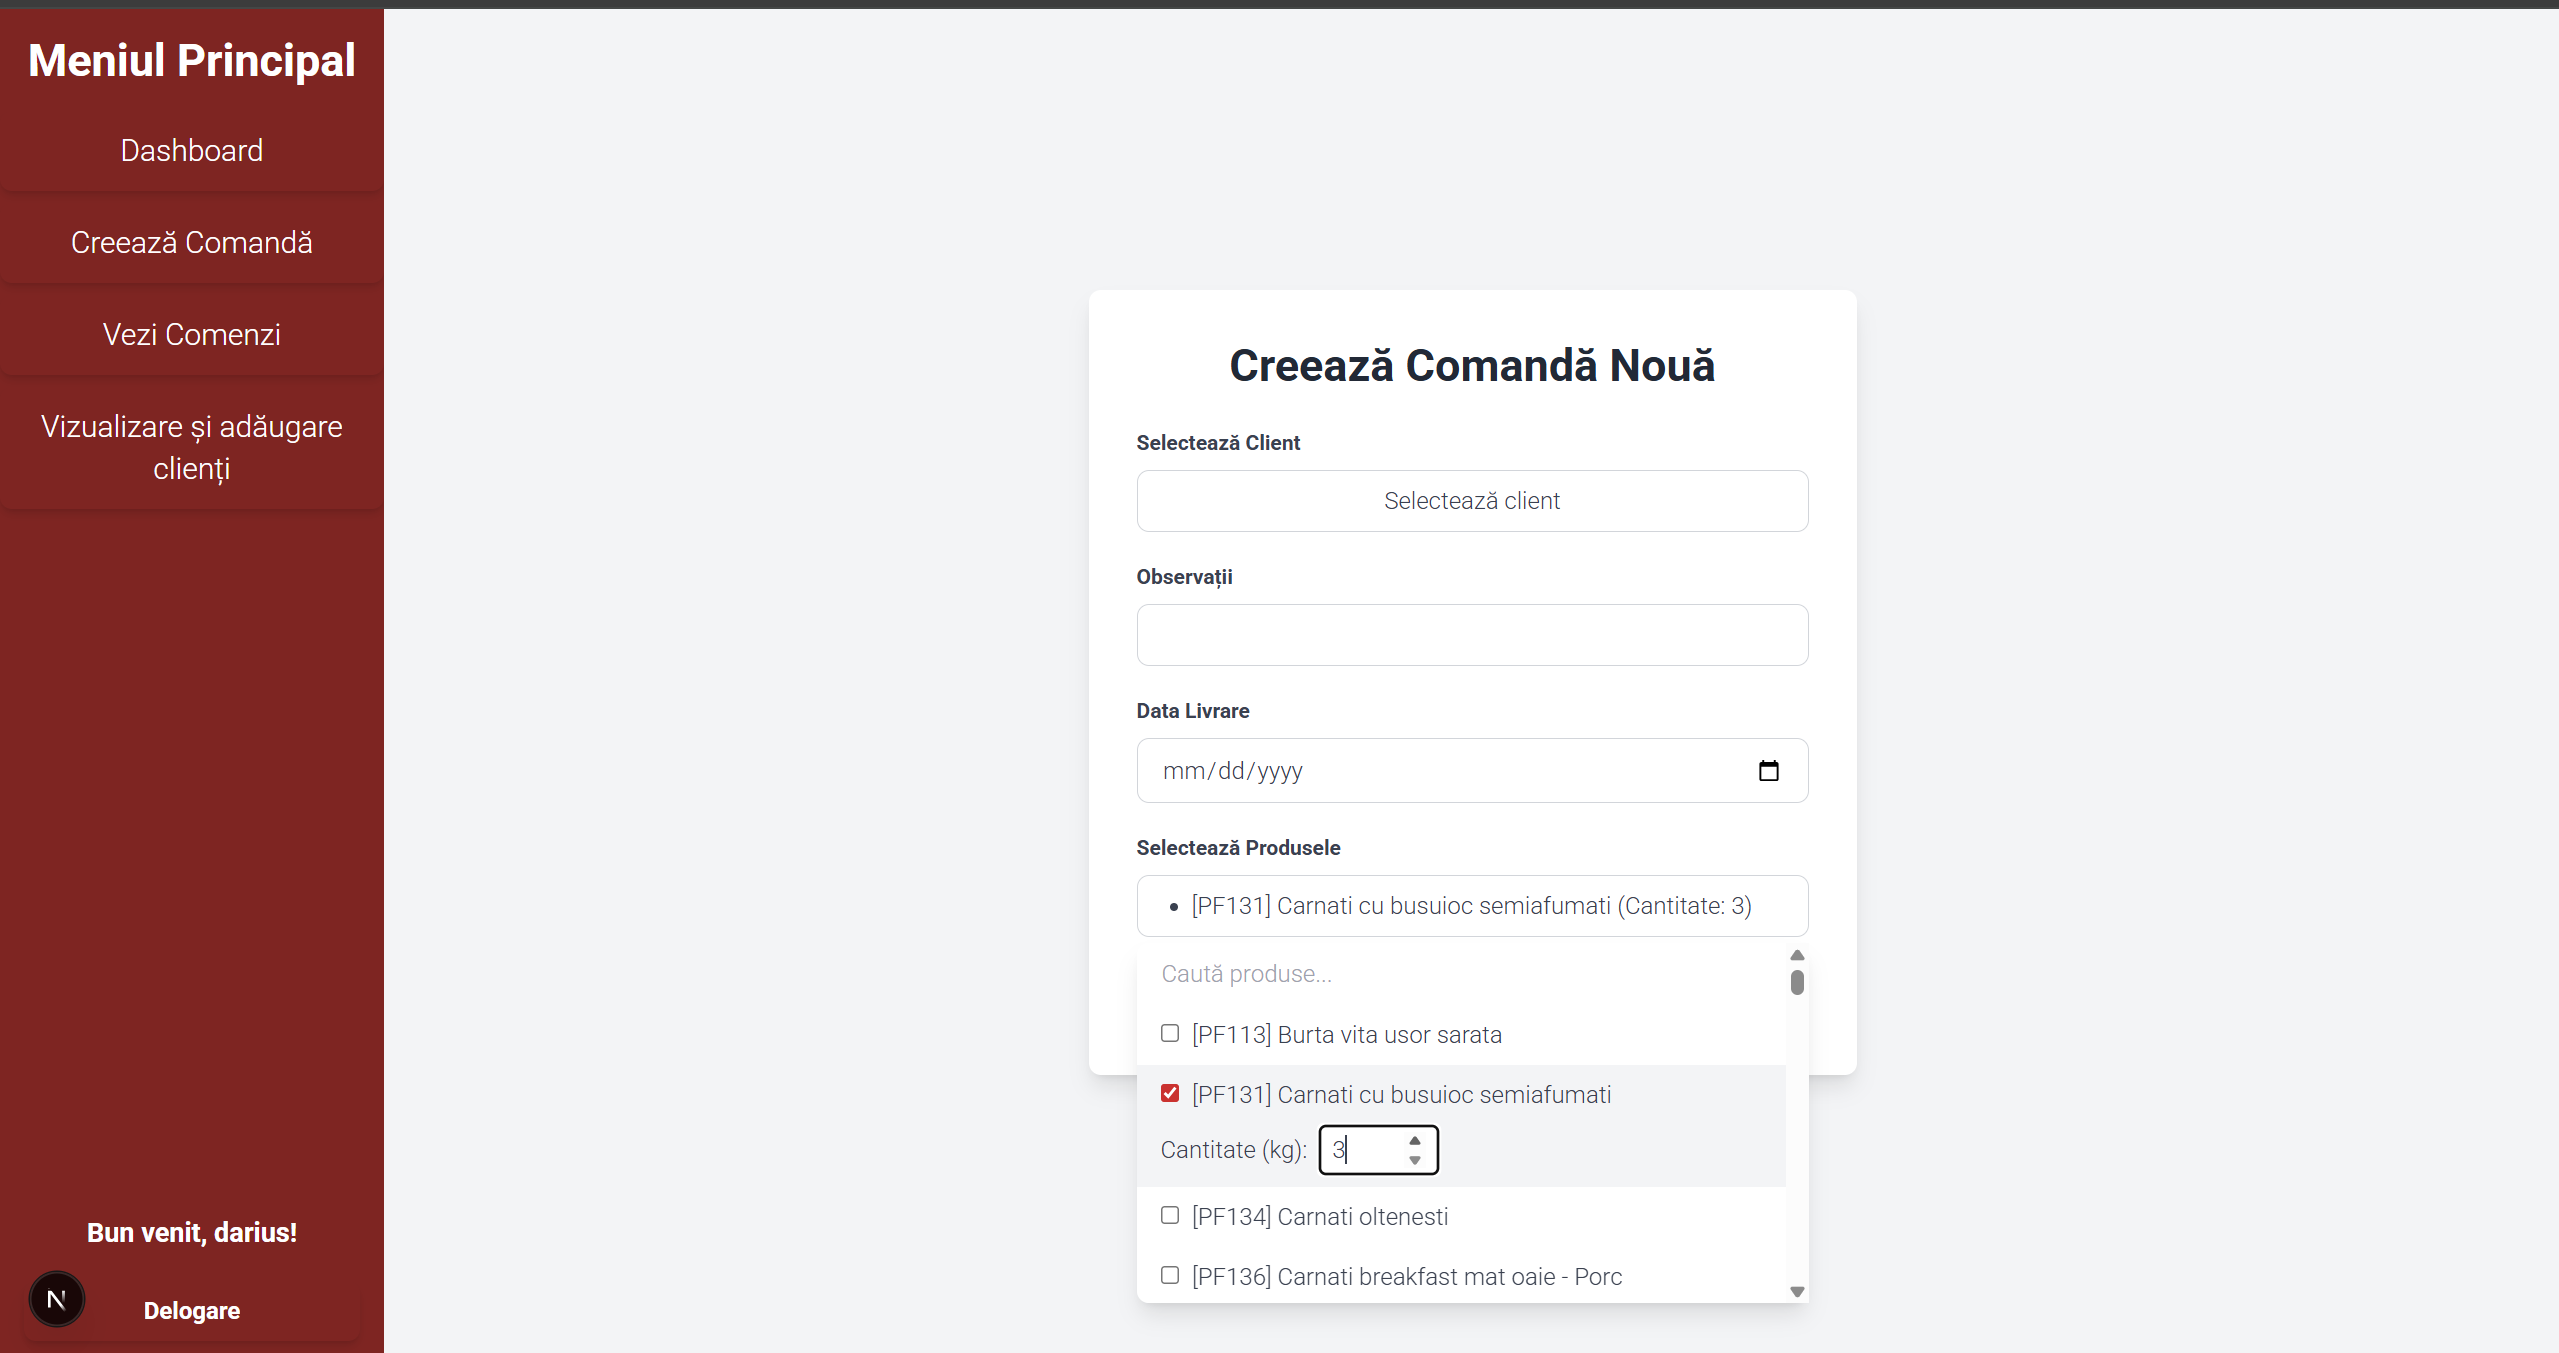 Meniul Principal
Dashboard
Creează Comandă
Vezi Comenzi
Vizualizare și adăugare
clienți
Bun venit, darius!
N
Delogare
Creează Comandă Nouă
Selectează Client
Selectează client
Observații
Data Livrare
mm/dd/yyyy
Selectează Produsele
• [PF131] Carnati cu busuioc semiafumati (Cantitate: 3)
Caută produse...
[PF113] Burta vita usor sarata
[PF131] Carnati cu busuioc semiafumati
Cantitate (kg): 3
[PF134] Carnati oltenesti
[PF136] Carnati breakfast mat oaie - Porc